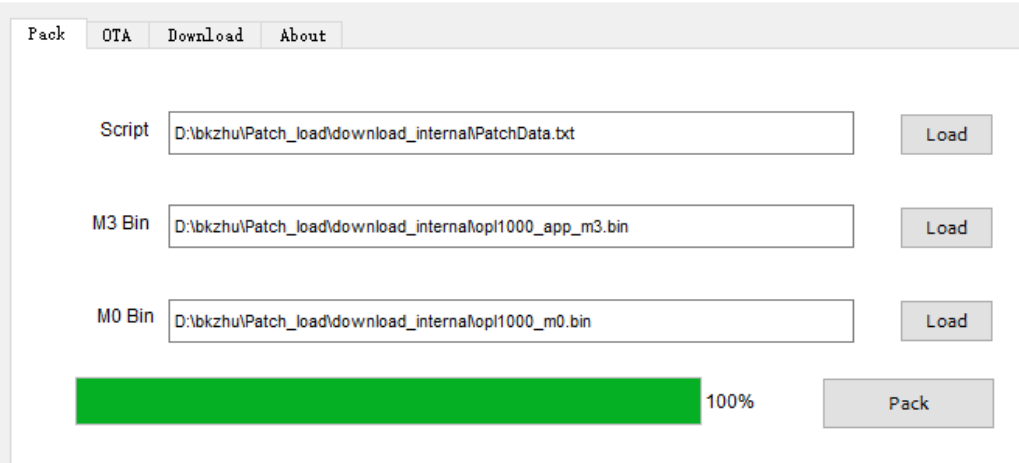 Pack OTA Download About
Script D:\bkzhu\Patch_load\download_internal\PatchData.txt Load
M3 Bin D:\bkzhu\Patch_load\download_internal\opl1000_app_m3.bin Load
M0 Bin D:\bkzhu\Patch_load\download_internal\opl1000_m0.bin Load
100% Pack